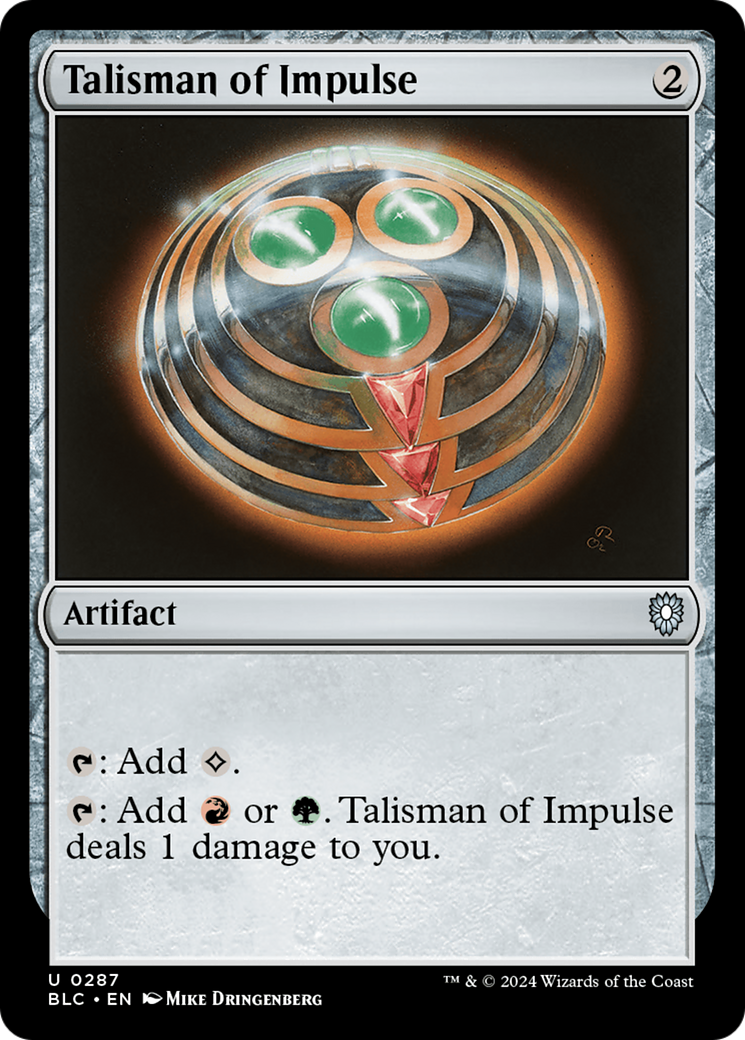 Talisman of Impulse 2
Artifact
: Add .
: Add or . Talisman of Impulse
deals 1 damage to you.
U 0287
BLC • EN Mike Dringenberg
™ & © 2024 Wizards of the Coast